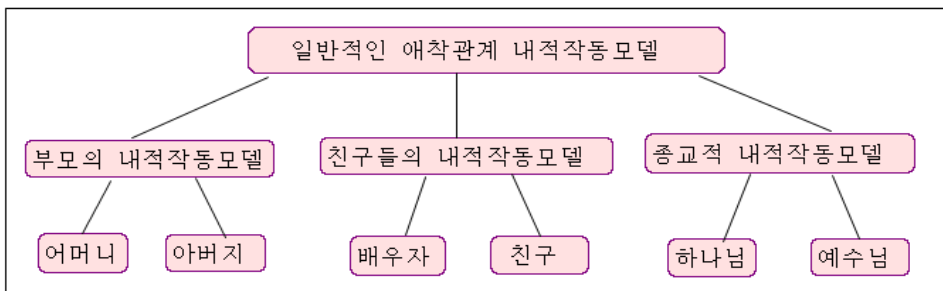 일반적인 애착관계 내적작동모델
부모의 내적작동모델
친구들의 내적작동모델
종교적 내적작동모델
어머니
아버지
배우자
친구
하나님
예수님